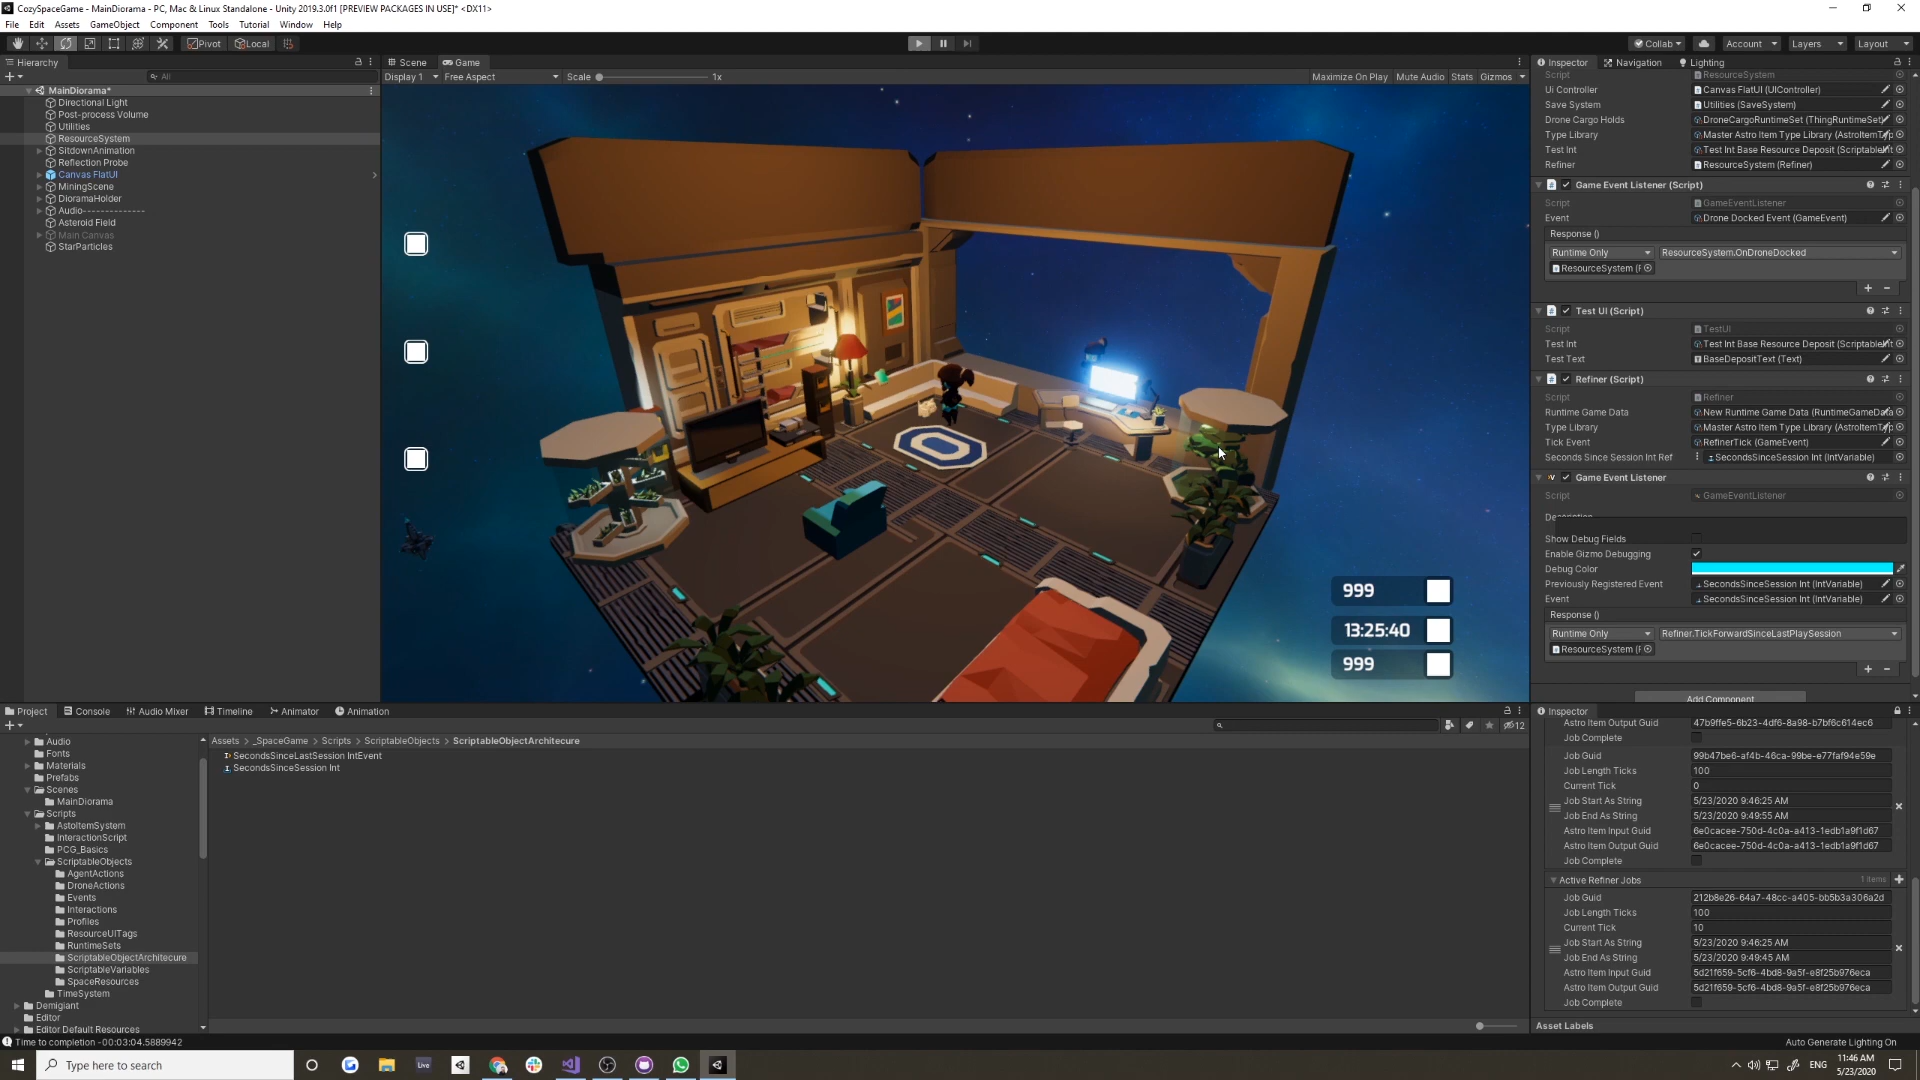 CozySpaceGame - MainDiorama - PC, Mac & Linux Standalone - Unity 2019.3.0f1 [PREVIEW PACKAGES IN USE]* <DX11>
File Edit Assets GameObject Component Tools Tutorial Window Help
Pivot Local Collab Account Layers Layout
Hierarchy
All
MainDiorama*
Directional Light
Post-process Volume
Utilities
ResourceSystem
SitdownAnimation
Reflection Probe
Canvas FlatUI
MiningScene
DioramaHolder
Audio--------------
Asteroid Field
Main Canvas
StarParticles
Scene Game
Display 1 Free Aspect Scale 1x Maximize On Play Mute Audio Stats Gizmos
999
13:25:40
999
Inspector Navigation Lighting
Script ResourceSystem
Ui Controller Canvas FlatUI (UIController)
Save System Utilities (SaveSystem)
Drone Cargo Holds DroneCargoRuntimeSet (ThingRuntimeSet)
Type Library Master Astro Item Type Library (AstroItemTyp
Test Int Test Int Base Resource Deposit (ScriptableInt
Refiner ResourceSystem (Refiner)
Game Event Listener (Script)
Script GameEventListener
Event Drone Docked Event (GameEvent)
Response ()
Runtime Only ResourceSystem.OnDroneDocked
ResourceSystem (F
Test UI (Script)
Script TestUI
Test Int Test Int Base Resource Deposit (ScriptableInt
Test Text BaseDepositText (Text)
Refiner (Script)
Script Refiner
Runtime Game Data New Runtime Game Data (RuntimeGameData
Type Library Master Astro Item Type Library (AstroItemTyp
Tick Event RefinerTick (GameEvent)
Seconds Since Session Int Ref SecondsSinceSession Int (IntVariable)
Game Event Listener
Script GameEventListener
Description
Show Debug Fields
Enable Gizmo Debugging
Debug Color
Previously Registered Event SecondsSinceSession Int (IntVariable)
Event SecondsSinceSession Int (IntVariable)
Response ()
Runtime Only Refiner.TickForwardSinceLastPlaySession
ResourceSystem (F
Add Component
Project Console Audio Mixer Timeline Animator Animation
12
Audio
Fonts
Materials
Prefabs
Scenes
MainDiorama
Scripts
AstoItemSystem
InteractionScript
PCG_Basics
ScriptableObjects
AgentActions
DroneActions
Events
Interactions
Profiles
ResourceUITags
RuntimeSets
ScriptableObjectArchitecure
ScriptableVariables
SpaceResources
TimeSystem
Demigiant
Editor
Editor Default Resources
Assets > _SpaceGame > Scripts > ScriptableObjects > ScriptableObjectArchitecure
SecondsSinceLastSession IntEvent
SecondsSinceSession Int
Inspector
Astro Item Output Guid 47b9ffe5-6b23-4df6-8a98-b7bf6c614ec6
Job Complete
Job Guid 99b47be6-af4b-46ca-99be-e77faf94e59e
Job Length Ticks 100
Current Tick 0
Job Start As String 5/23/2020 9:46:25 AM
Job End As String 5/23/2020 9:49:55 AM
Astro Item Input Guid 6e0cacee-750d-4c0a-a413-1edb1a9f1d67
Astro Item Output Guid 6e0cacee-750d-4c0a-a413-1edb1a9f1d67
Job Complete
Active Refiner Jobs 1 items
Job Guid 212b8e26-64a7-48cc-a405-bb5b3a306a2d
Job Length Ticks 100
Current Tick 10
Job Start As String 5/23/2020 9:46:25 AM
Job End As String 5/23/2020 9:49:45 AM
Astro Item Input Guid 5d21f659-5cf6-4bd8-9a5f-e8f25b976eca
Astro Item Output Guid 5d21f659-5cf6-4bd8-9a5f-e8f25b976eca
Job Complete
Asset Labels
Time to completion -00:03:04.5889942
Auto Generate Lighting On
Type here to search
Live
ENG
11:46 AM
5/23/2020